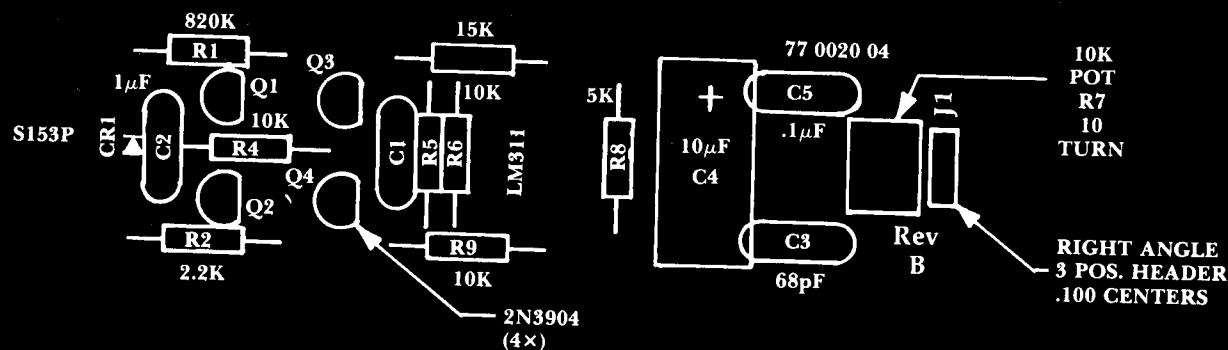 820K
R1
1µF
Q1
Q3
S153P
CR1
C2
10K
R4
Q4
Q2
R2
2.2K
15K
10K
C1
R5
R6
LM311
R9
10K
2N3904
(4×)
5K
R8
77 0020 04
+
10µF
C4
C5
.1µF
C3
68pF
J1
Rev
B
10K
POT
R7
10
TURN
RIGHT ANGLE
3 POS. HEADER
.100 CENTERS